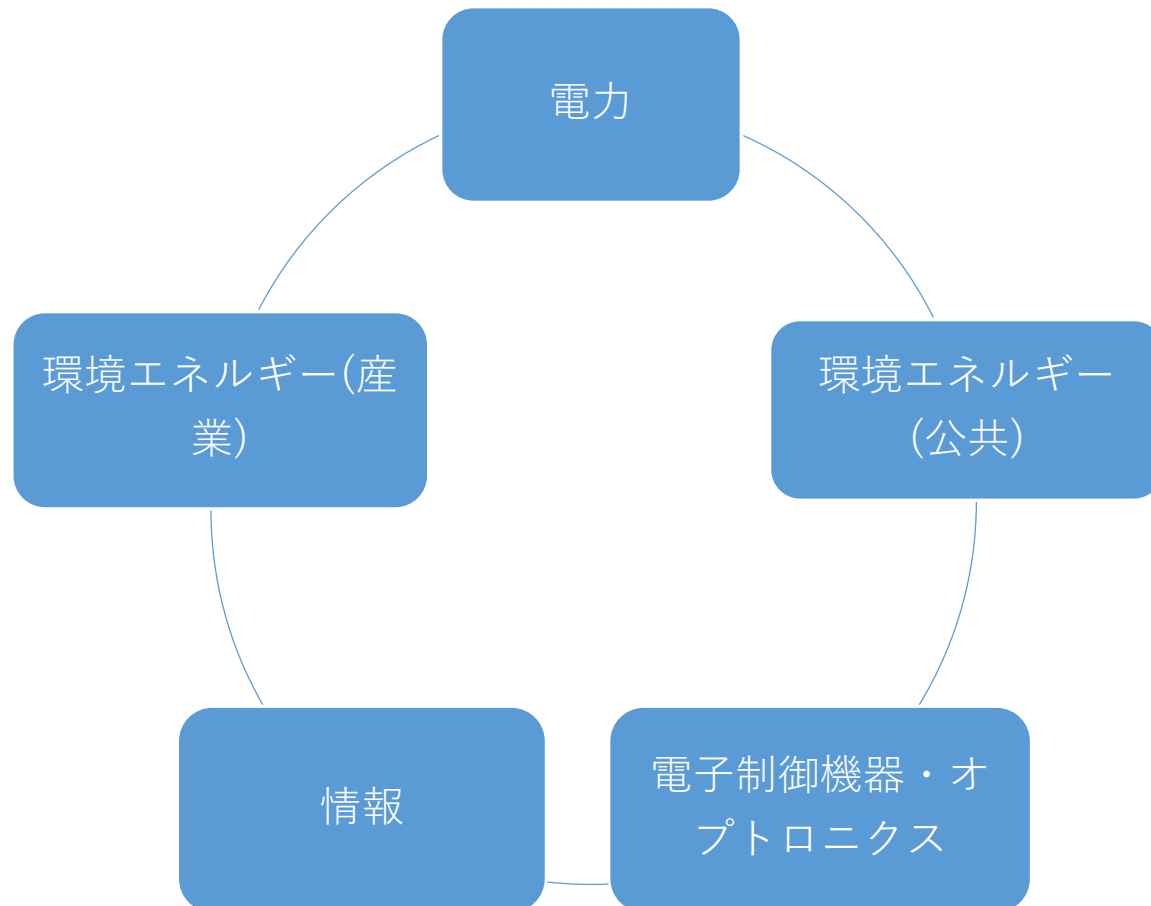 電力
環境エネルギー(産
業)
環境エネルギー
(公共)
情報
電子制御機器・オ
プトロニクス